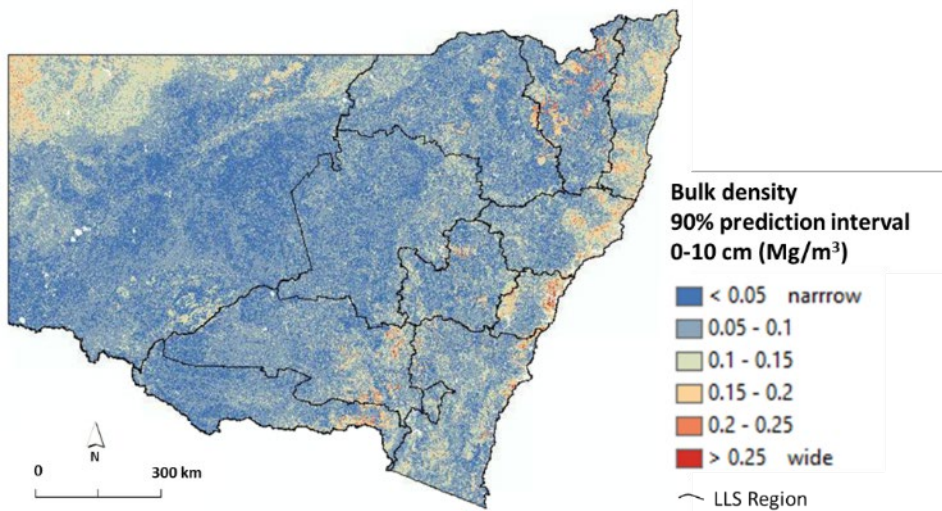 Bulk density
90% prediction interval
0-10 cm (Mg/m³)
< 0.05 narrrow
0.05 - 0.1
0.1 - 0.15
0.15 - 0.2
0.2 - 0.25
> 0.25 wide
LLS Region
N
0 300 km